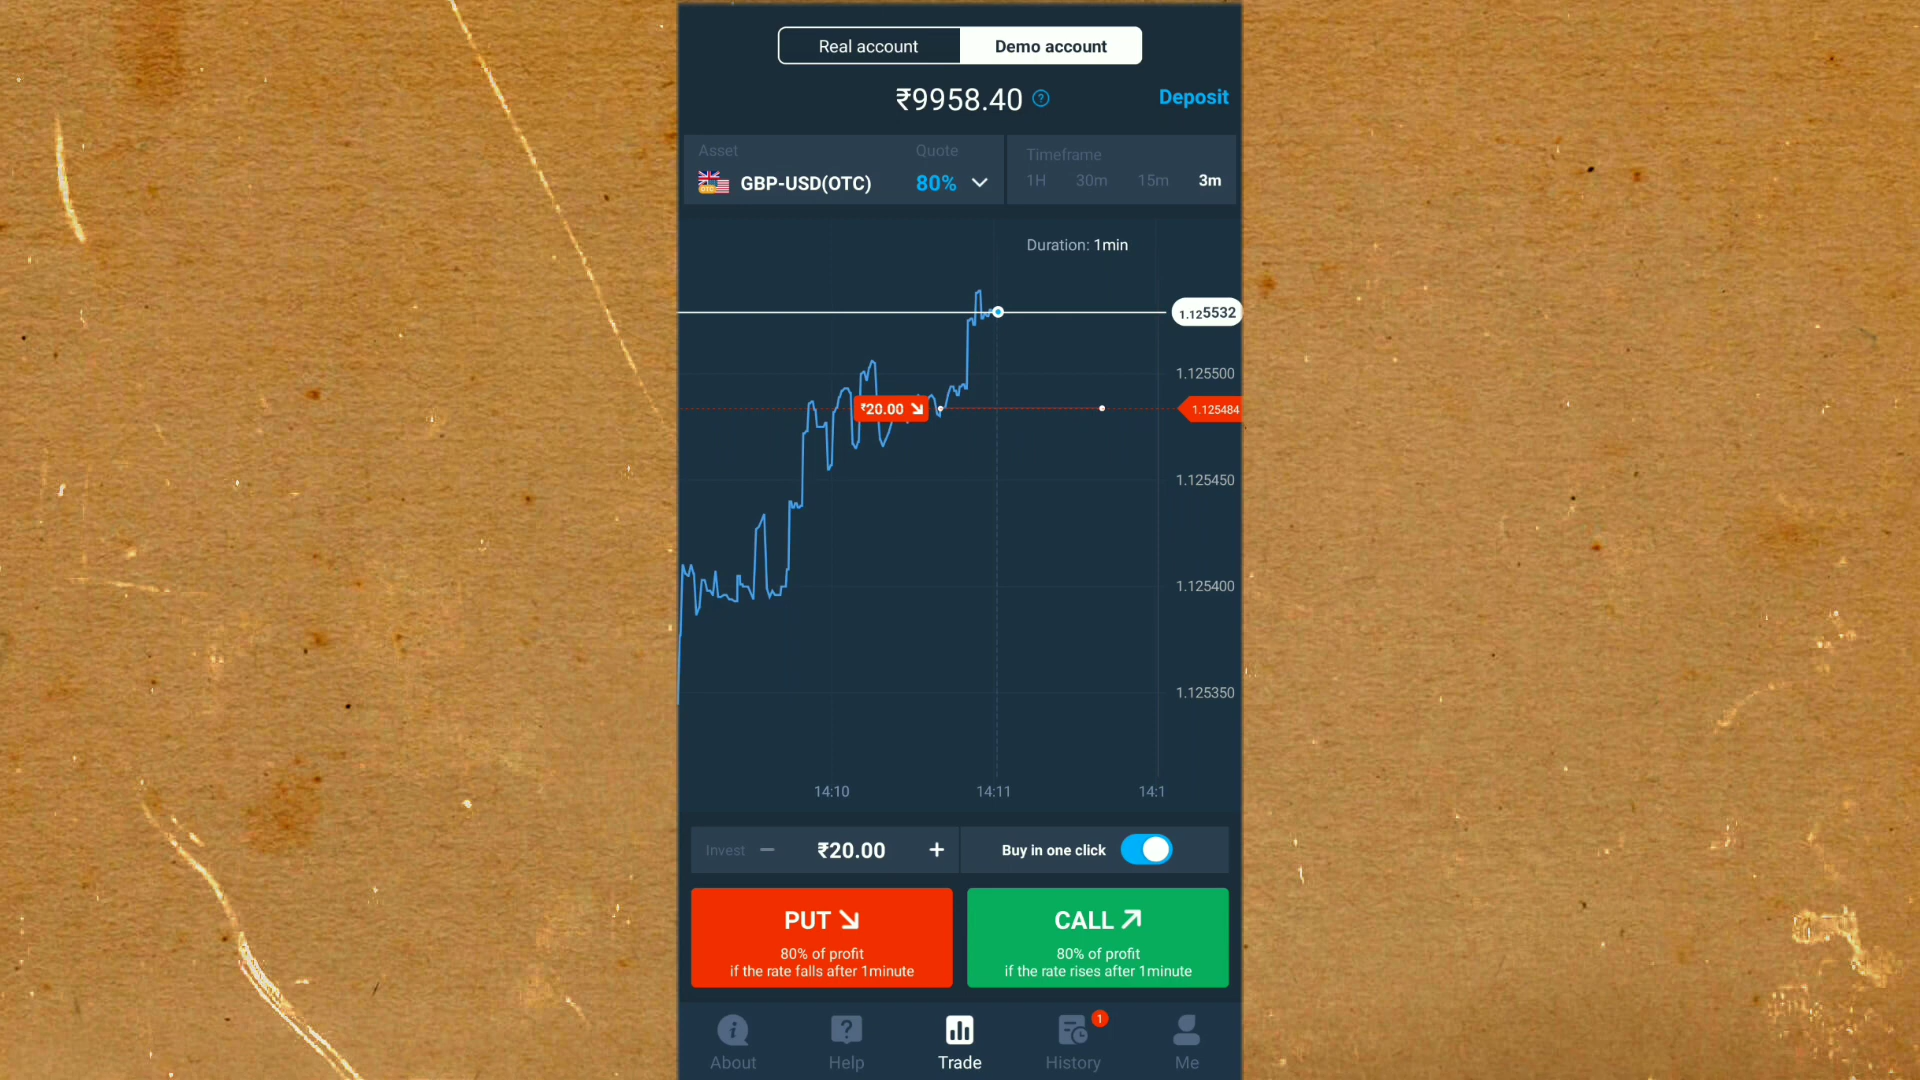 Real account
Demo account
₹9958.40 ?
Deposit
Asset
Quote
Timeframe
GBP-USD(OTC)
80%
1H 30m 15m 3m
OTC
Duration: 1min
1.125532
1.125500
₹20.00
1.125484
1.125450
1.125400
1.125350
14:10
14:11
14:1
Invest
− ₹20.00 +
Buy in one click
PUT
80% of profit
if the rate falls after 1minute
CALL
80% of profit
if the rate rises after 1minute
1
About
Help
Trade
History
Me